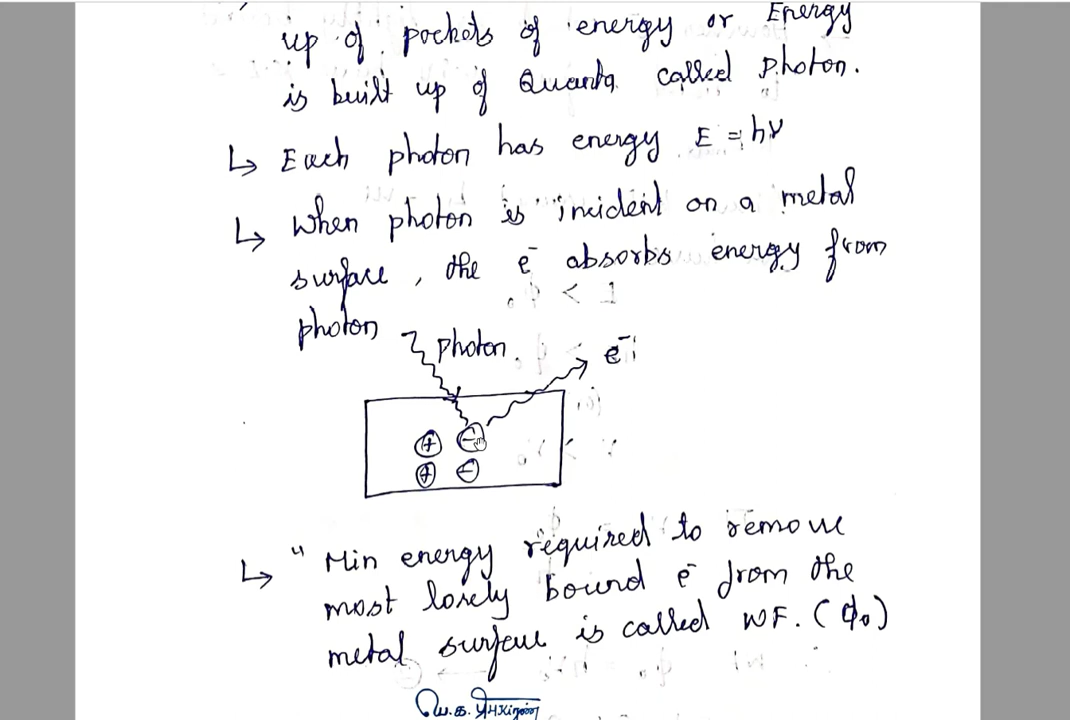 up of pockets of energy or Energy
is built up of Quanta called Photon.
↳ Each photon has energy E = hν
↳ When photon is incident on a metal
surface, the e⁻ absorbs energy from
photon
photon
e⁻
+ −
+ −
↳ " Min energy required to remove
most losely bound e⁻ from the
metal surface is called WF. (ϕ₀)